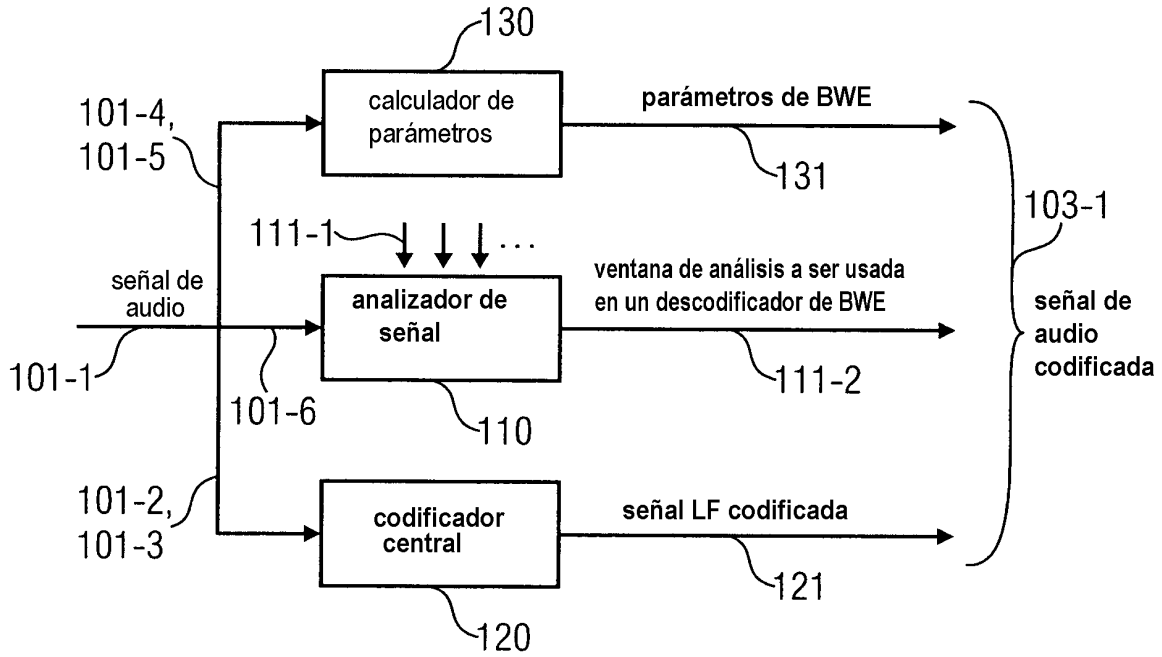 130
calculador de
parámetros
parámetros de BWE
131
101-4,
101-5
103-1
111-1
...
señal de
audio
101-1
101-6
analizador de
señal
110
ventana de análisis a ser usada
en un descodificador de BWE
111-2
señal de
audio
codificada
101-2,
101-3
codificador
central
120
señal LF codificada
121